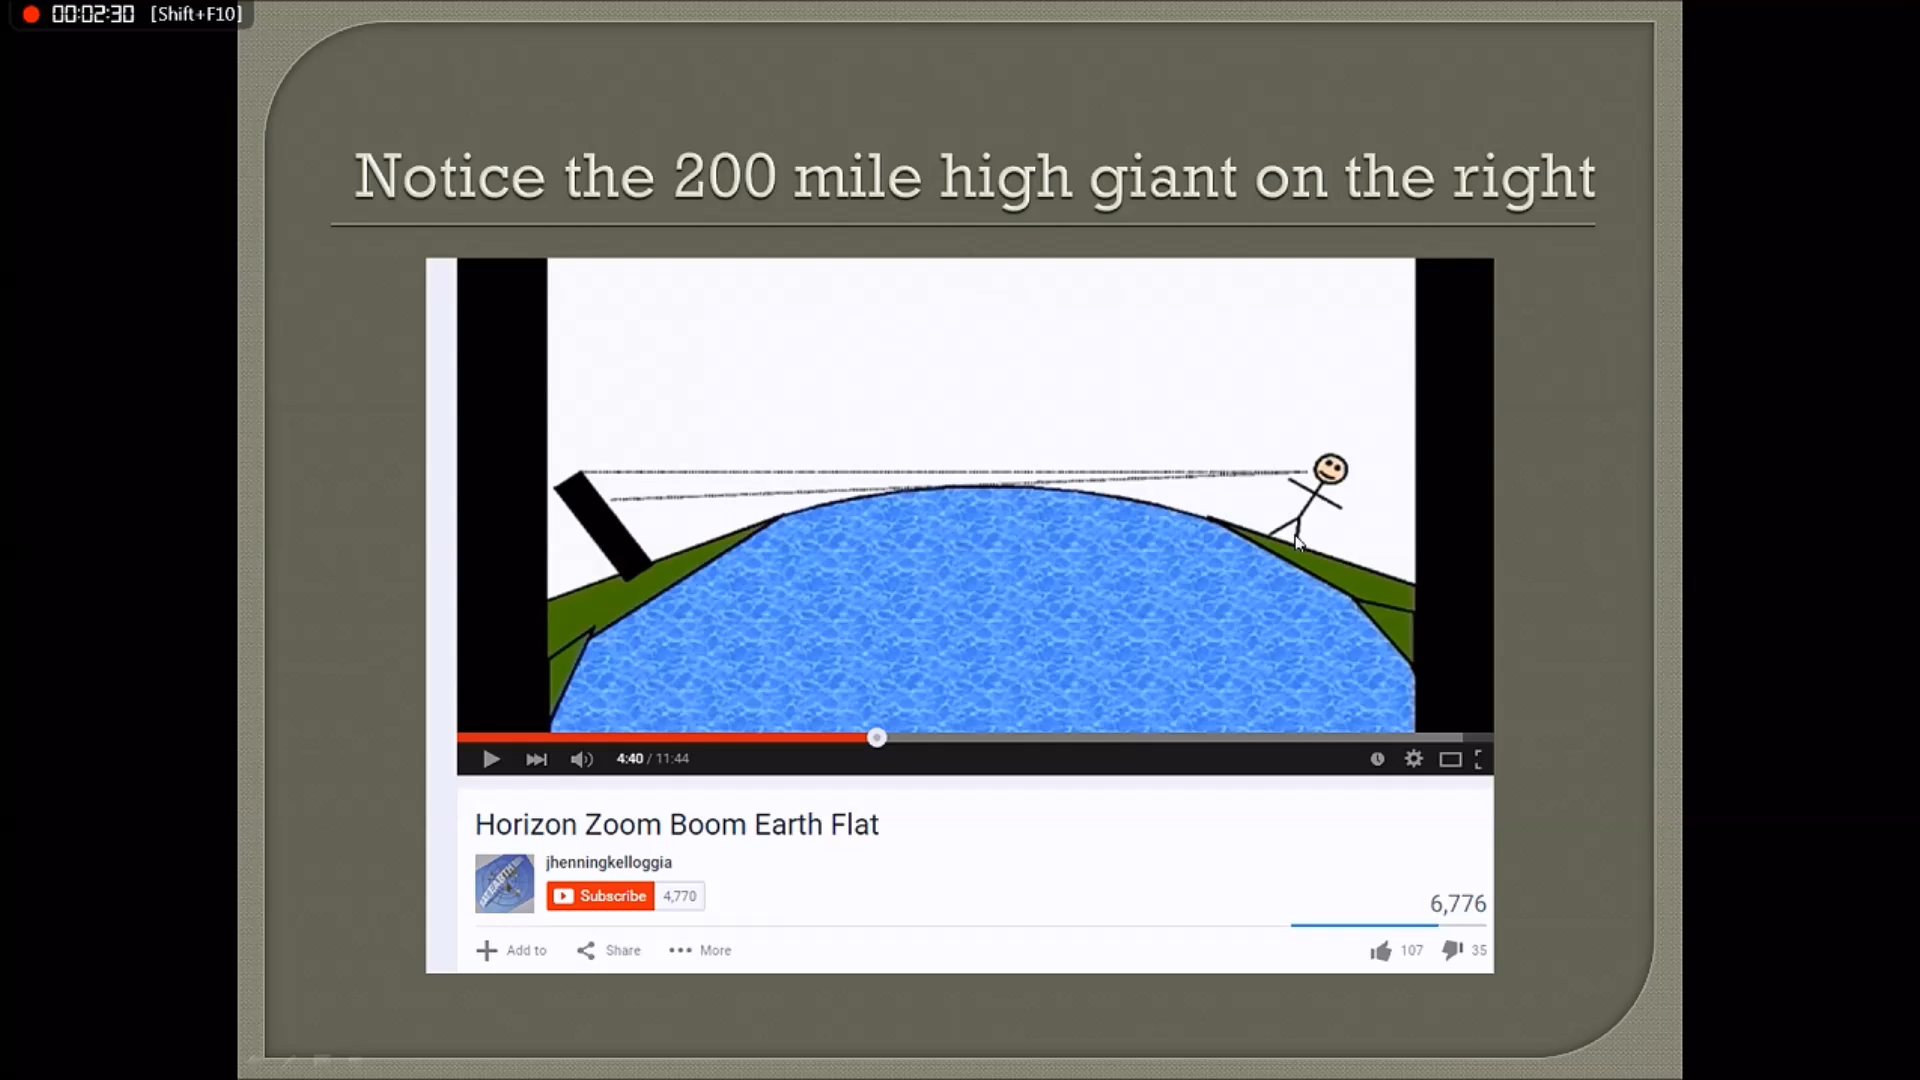 00:02:30 [Shift+F10]
Notice the 200 mile high giant on the right
4:40 / 11:44
Horizon Zoom Boom Earth Flat
jhenningkelloggia
Subscribe 4,770
6,776
Add to Share More 107 35